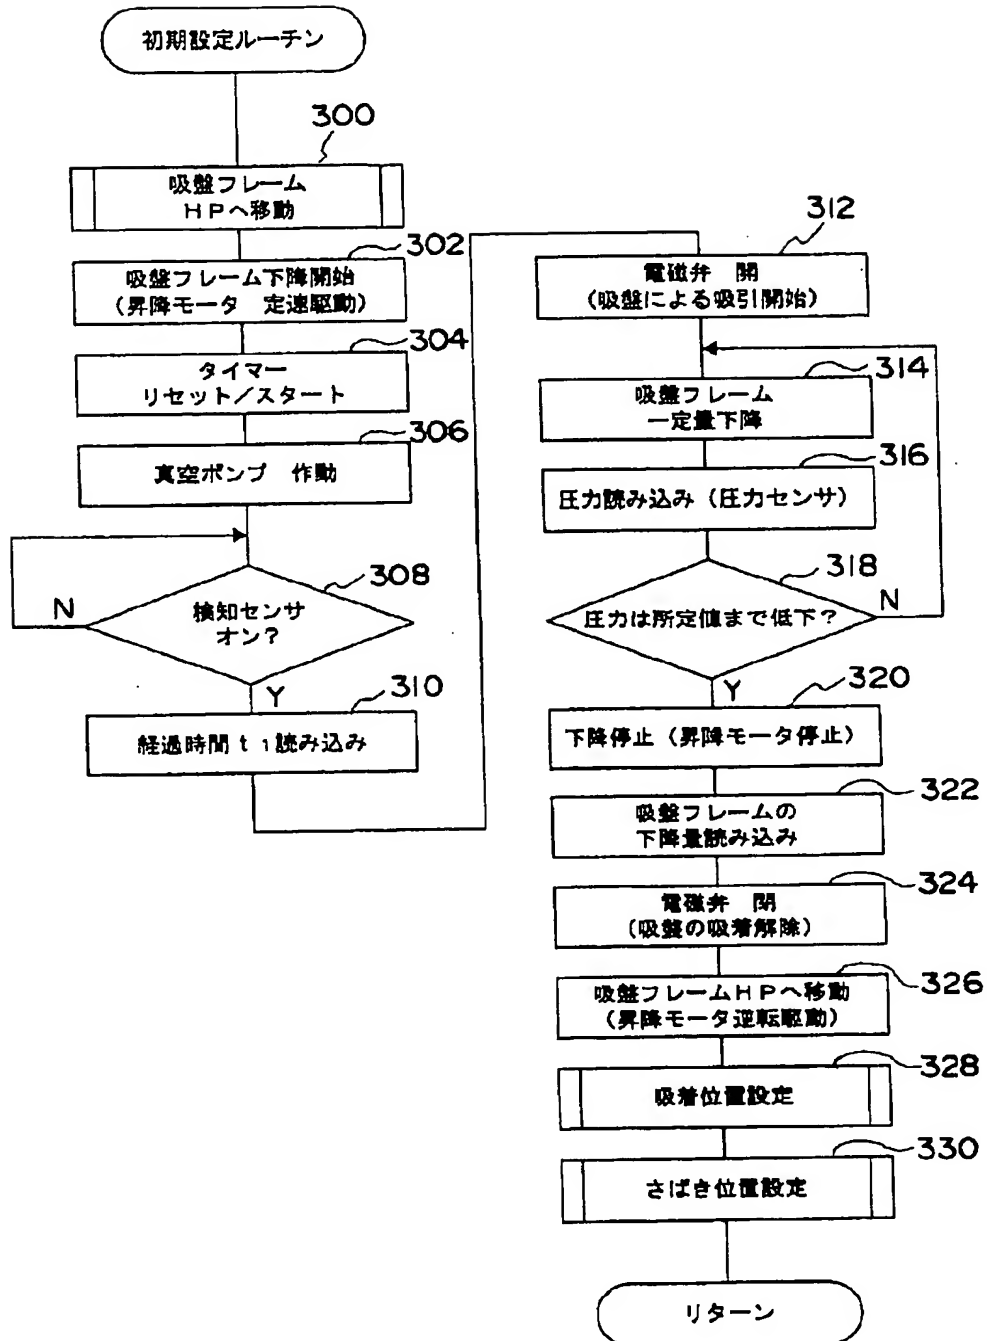 初期設定ルーチン
300
吸盤フレーム
HPへ移動
302
吸盤フレーム下降開始
(昇降モータ 定速駆動)
304
タイマー
リセット/スタート
306
真空ポンプ 作動
308
検知センサ
オン?
N
Y
310
経過時間t1読み込み
312
電磁弁 開
(吸盤による吸引開始)
314
吸盤フレーム
一定量下降
316
圧力読み込み(圧力センサ)
318
圧力は所定値まで低下?
N
Y
320
下降停止(昇降モータ停止)
322
吸盤フレームの
下降量読み込み
324
電磁弁 閉
(吸盤の吸着解除)
326
吸盤フレームHPへ移動
(昇降モータ逆転駆動)
328
吸着位置設定
330
さばき位置設定
リターン